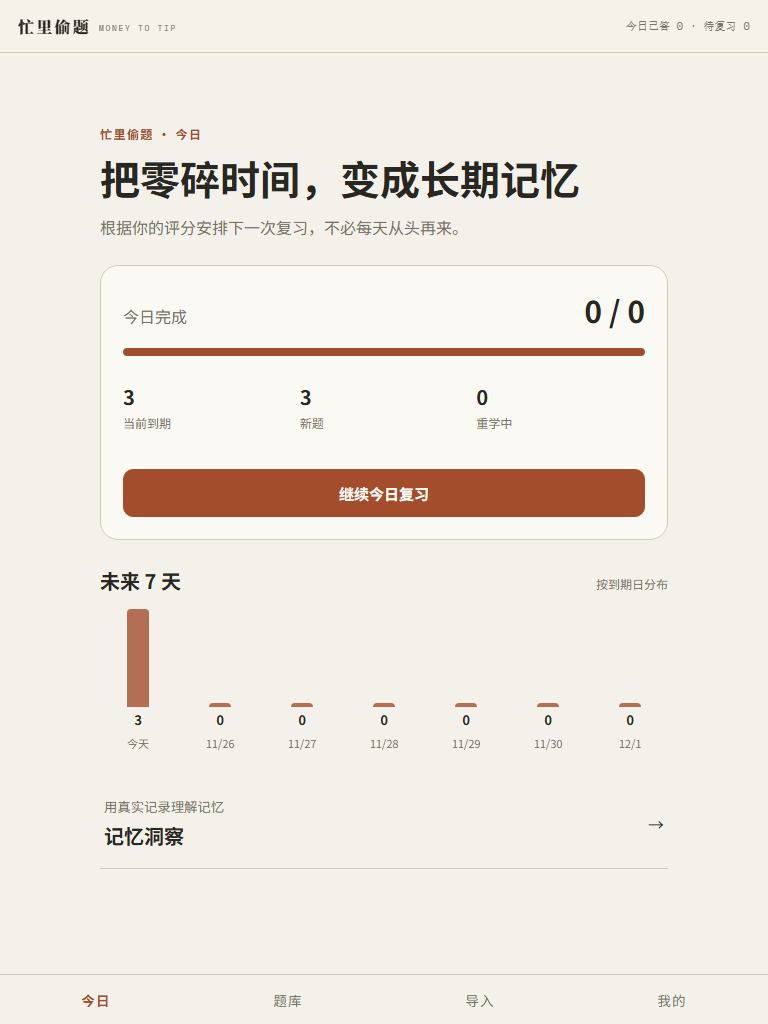 忙里偷题 MONEY TO TIP
今日已答 0 · 待复习 0
忙里偷题 · 今日
把零碎时间，变成长期记忆
根据你的评分安排下一次复习，不必每天从头再来。
今日完成 0 / 0
3 3 0
当前到期 新题 重学中
继续今日复习
未来 7 天 按到期日分布
3 0 0 0 0 0 0
今天 11/26 11/27 11/28 11/29 11/30 12/1
用真实记录理解记忆
记忆洞察 →
今日 题库 导入 我的